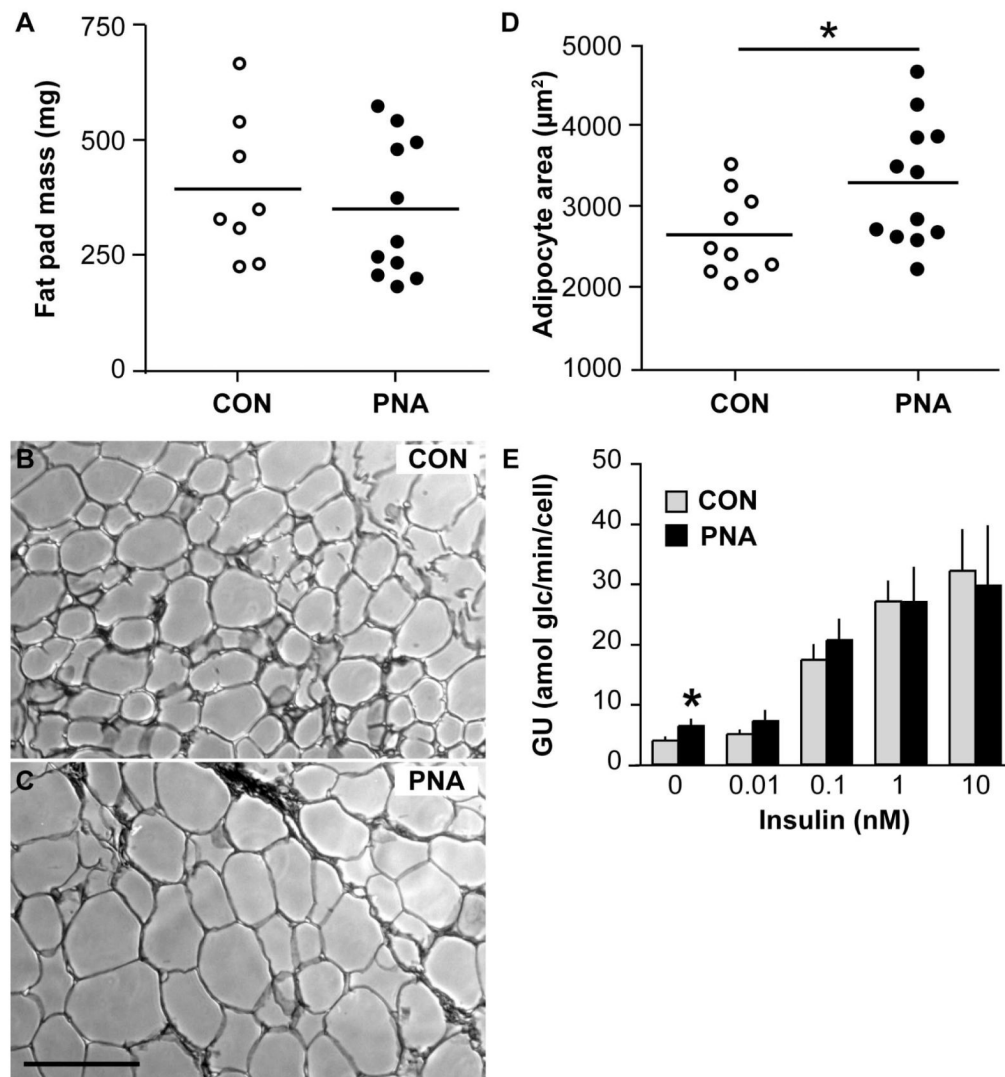 A
750
500
250
0
Fat pad mass (mg)
CON
PNA
D
*
5000
4000
3000
2000
1000
Adipocyte area (µm²)
CON
PNA
B
CON
C
PNA
E
50
40
30
20
10
0
GU (amol glc/min/cell)
CON
PNA
*
0 0.01 0.1 1 10
Insulin (nM)